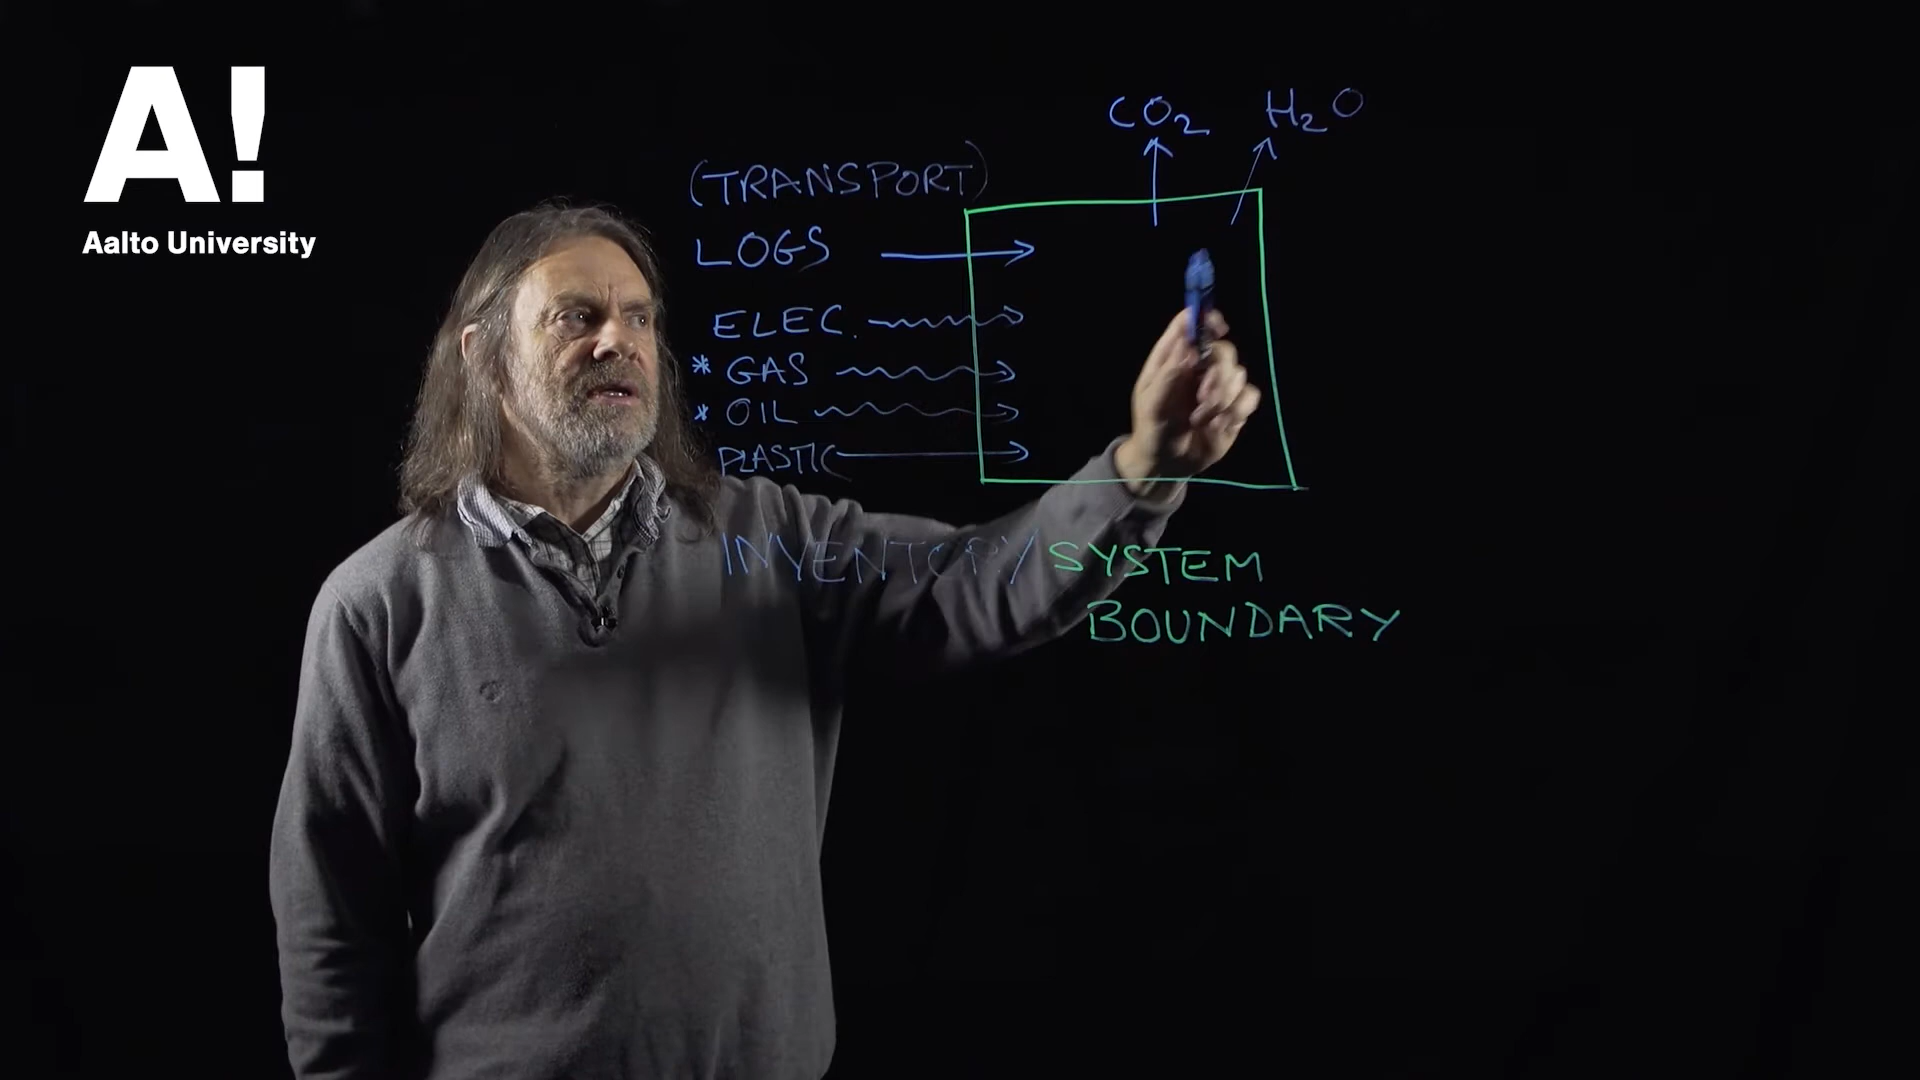 A!
Aalto University
CO2
H2O
(TRANSPORT)
LOGS
ELEC.
* GAS
* OIL
PLASTIC
INVENTORY
SYSTEM
BOUNDARY